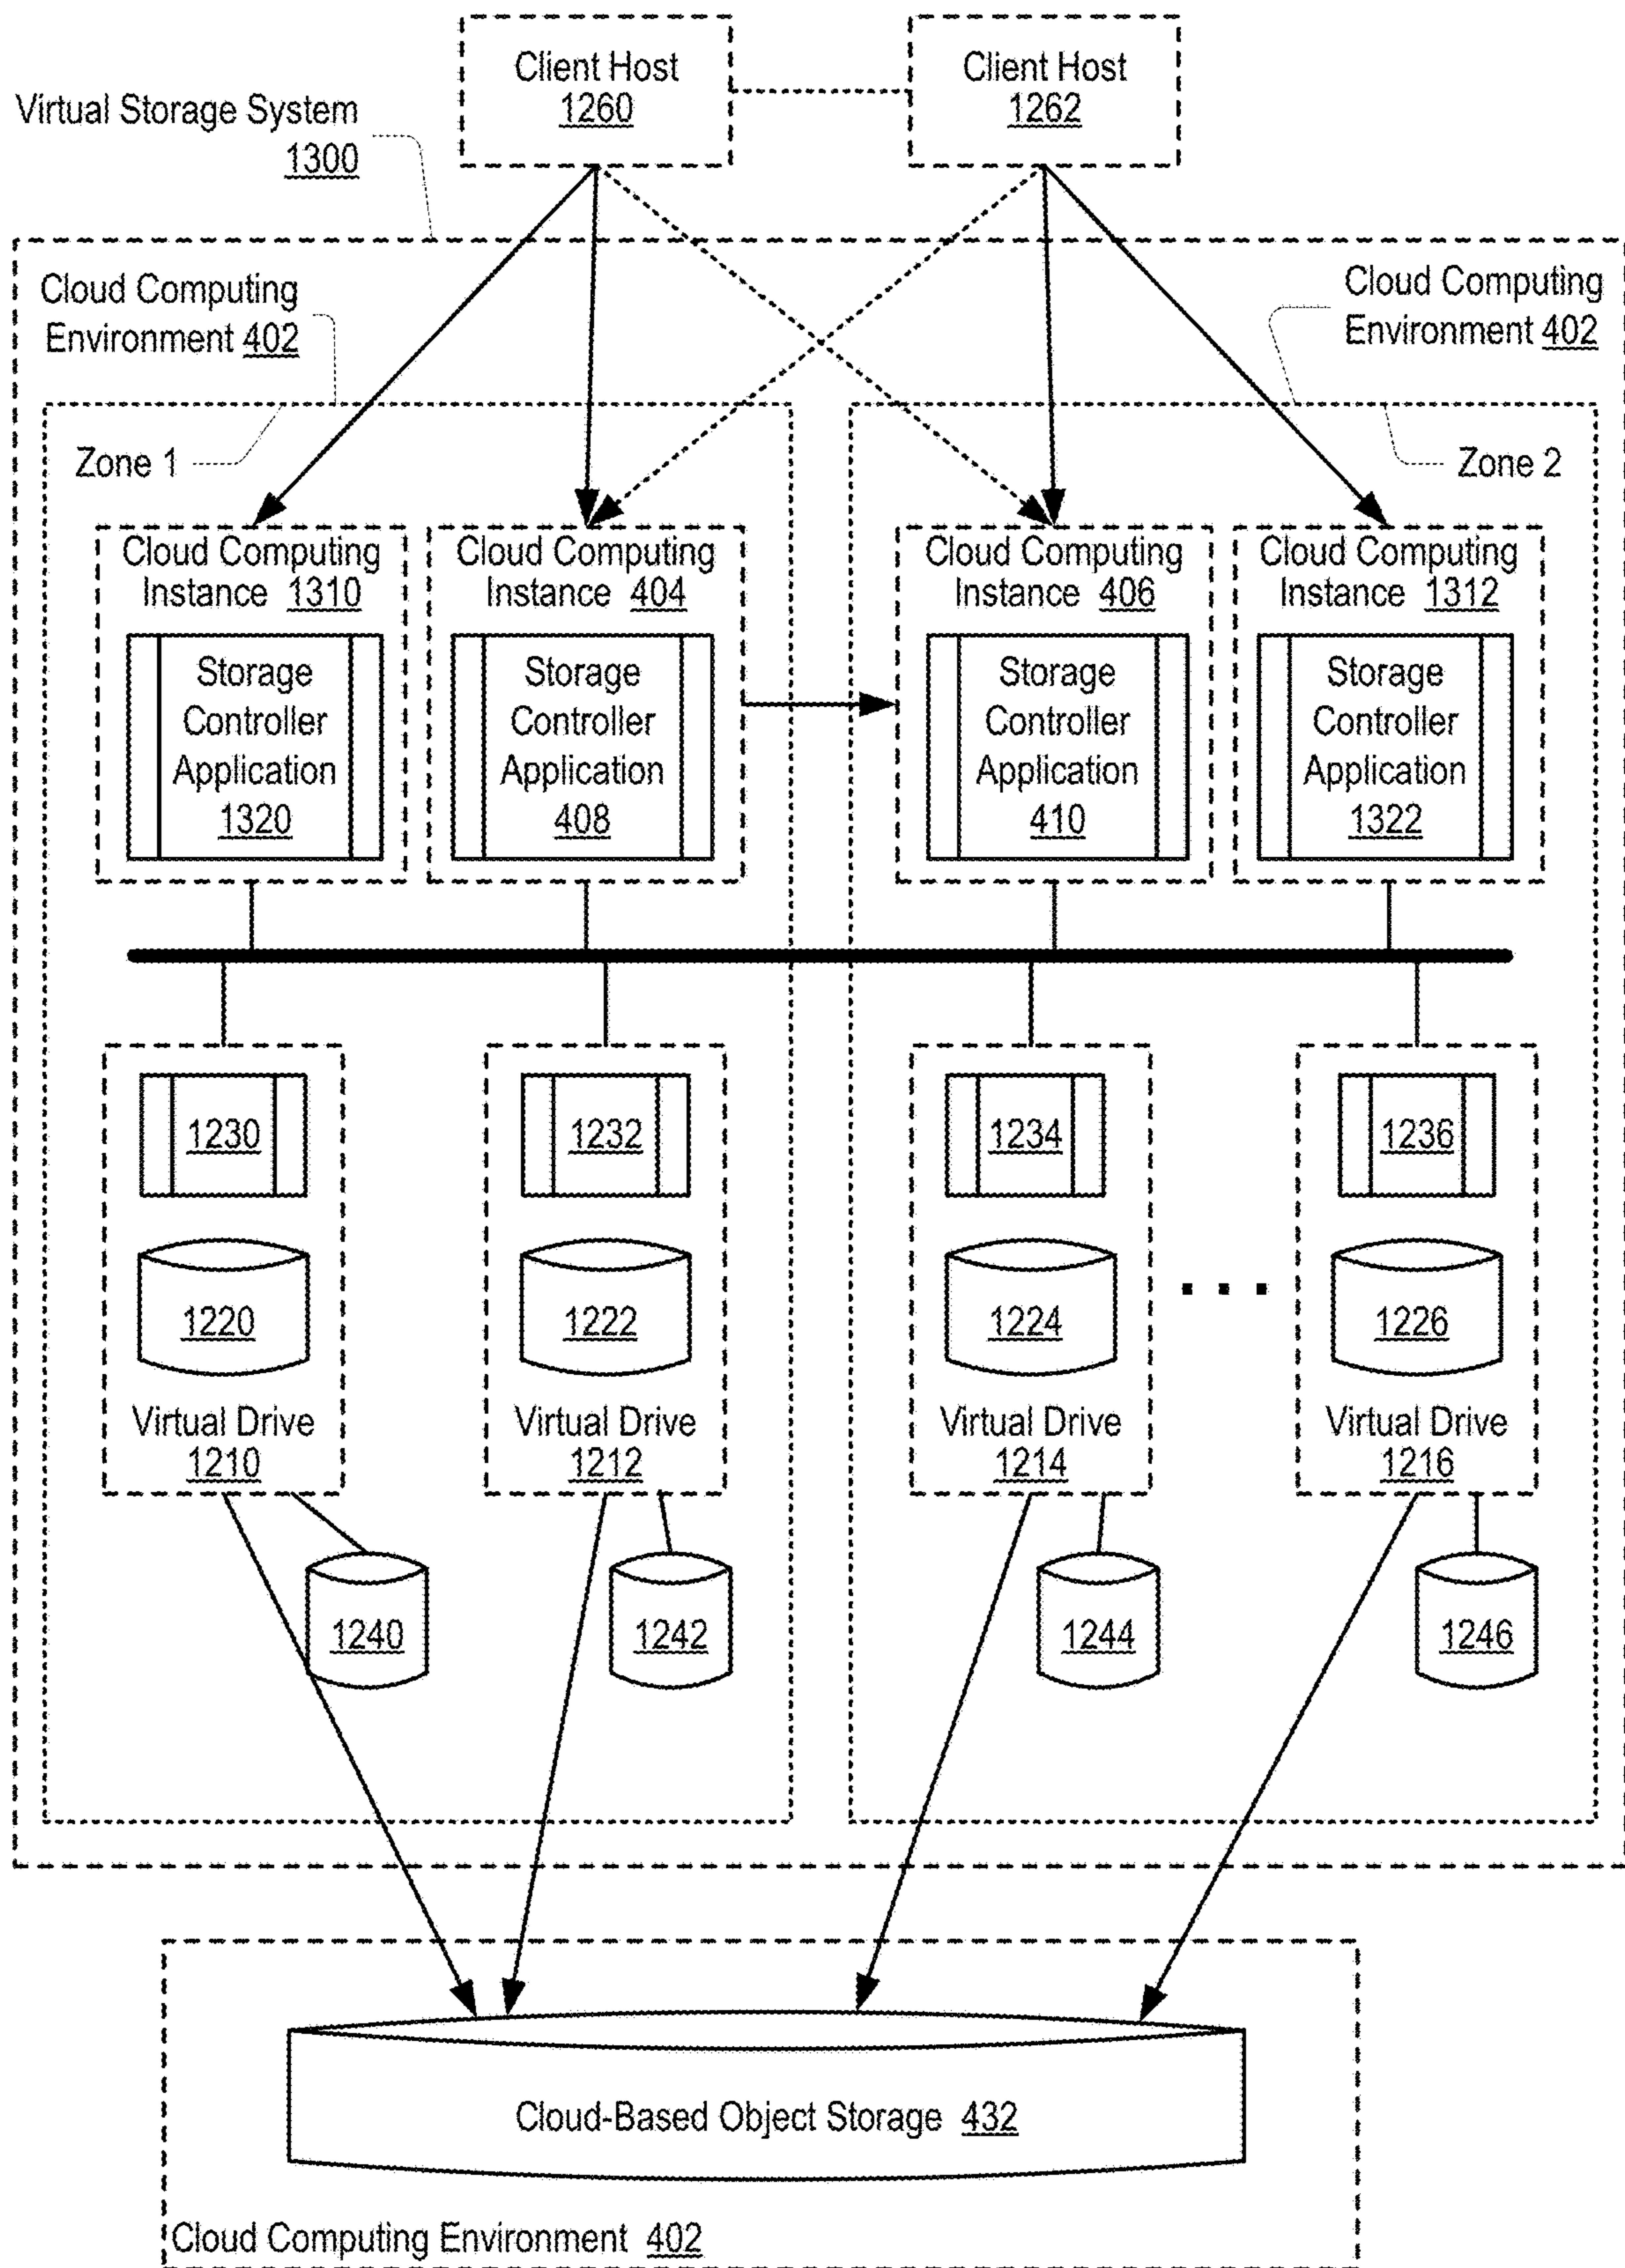 Client Host
1260
Client Host
1262
Virtual Storage System
1300
Cloud Computing
Environment 402
Cloud Computing
Environment 402
Zone 1
Zone 2
Cloud Computing
Instance 1310
Storage
Controller
Application
1320
Cloud Computing
Instance 404
Storage
Controller
Application
408
Cloud Computing
Instance 406
Storage
Controller
Application
410
Cloud Computing
Instance 1312
Storage
Controller
Application
1322
1230
1220
Virtual Drive
1210
1232
1222
Virtual Drive
1212
1234
1224
Virtual Drive
1214
1236
1226
Virtual Drive
1216
1240
1242
1244
1246
Cloud-Based Object Storage 432
Cloud Computing Environment 402